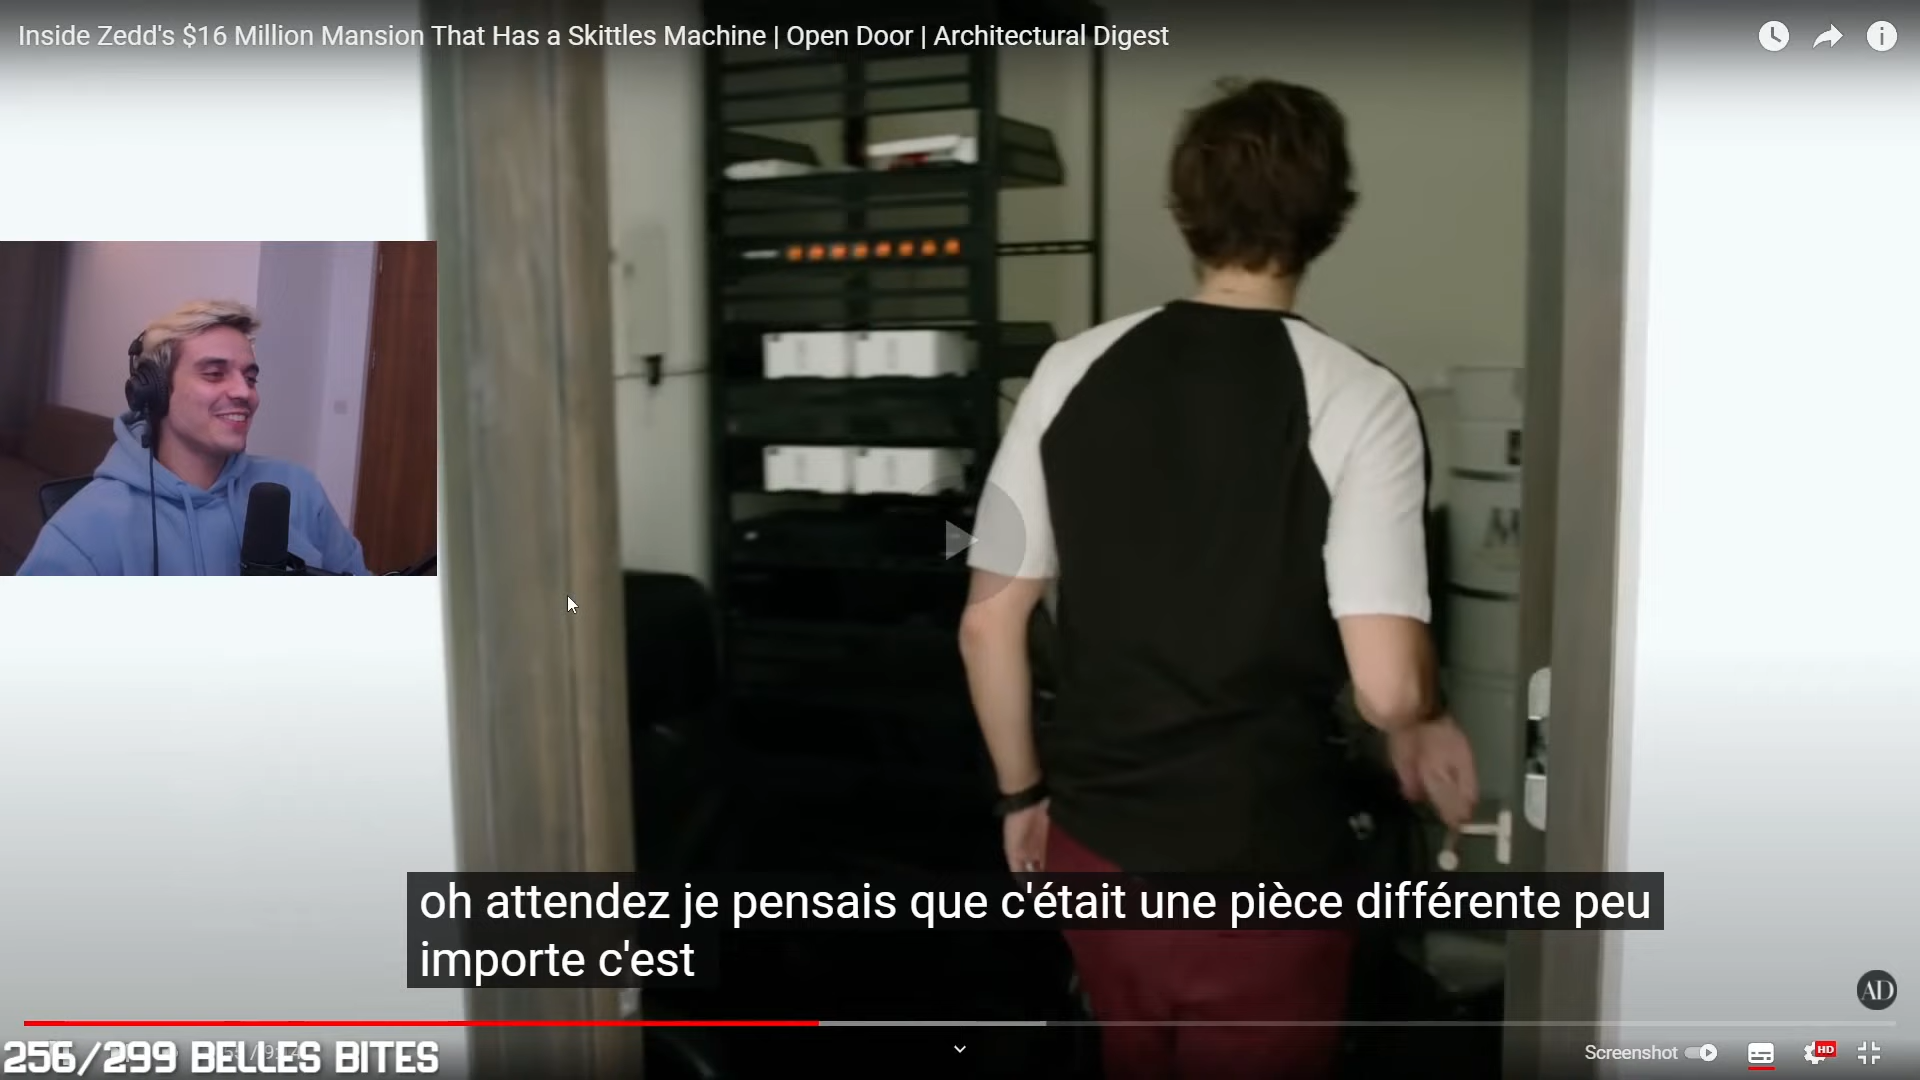 Inside Zedd's $16 Million Mansion That Has a Skittles Machine | Open Door | Architectural Digest
oh attendez je pensais que c'était une pièce différente peu
importe c'est
AD
256/299 BELLES BITES
Screenshot
HD